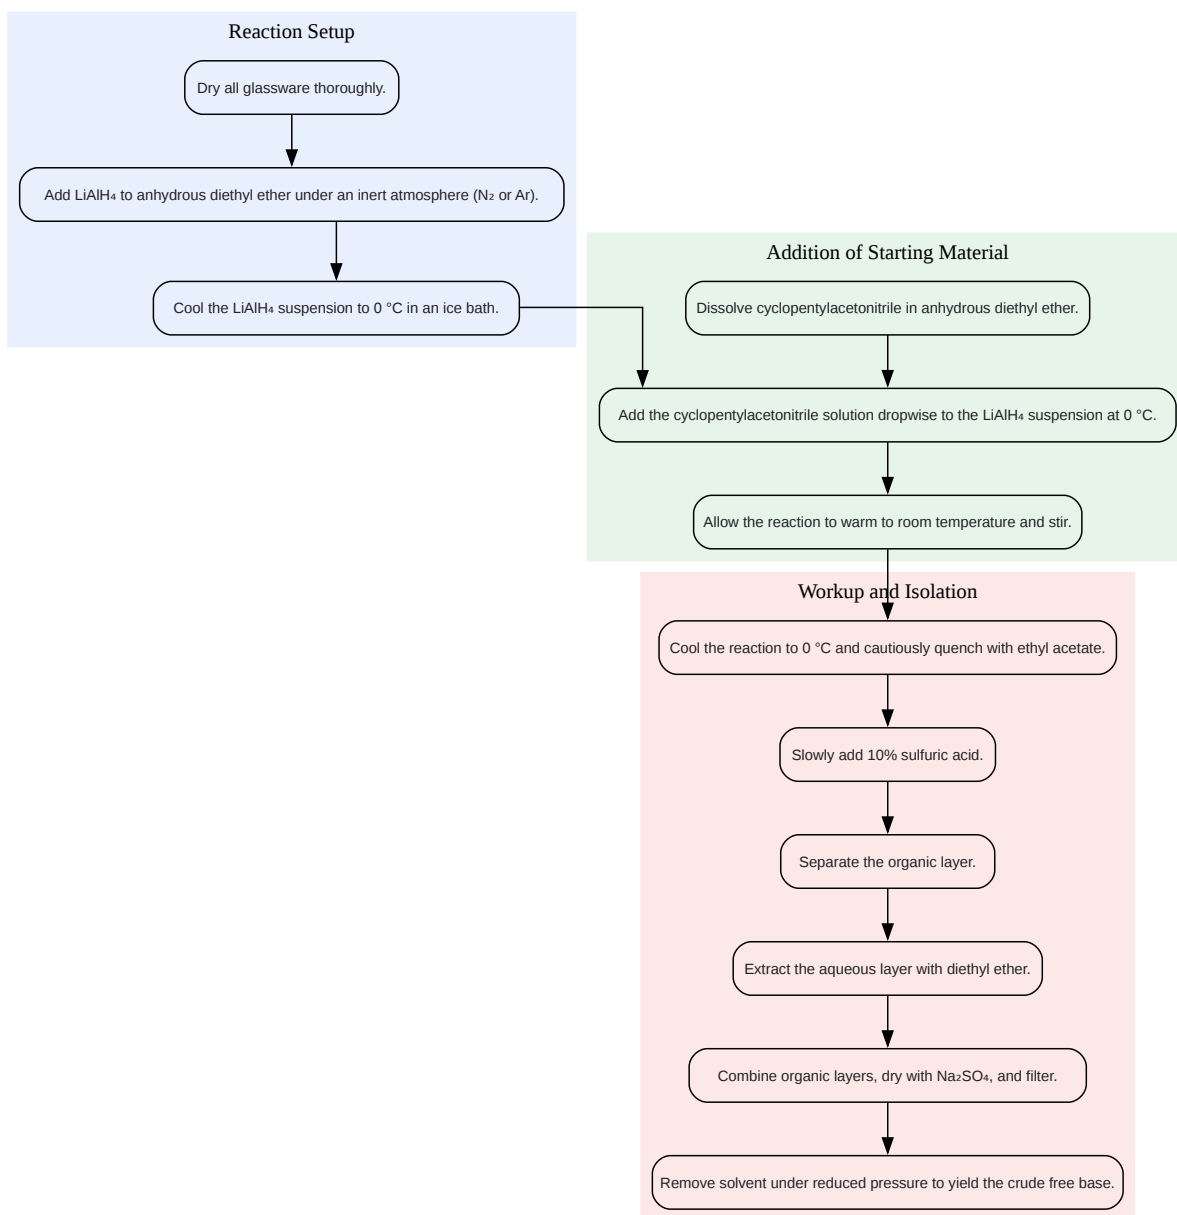 Reaction Setup
Dry all glassware thoroughly.
Add LiAlH₄ to anhydrous diethyl ether under an inert atmosphere (N₂ or Ar).
Cool the LiAlH₄ suspension to 0 °C in an ice bath.
Addition of Starting Material
Dissolve cyclopentylacetonitrile in anhydrous diethyl ether.
Add the cyclopentylacetonitrile solution dropwise to the LiAlH₄ suspension at 0 °C.
Allow the reaction to warm to room temperature and stir.
Workup and Isolation
Cool the reaction to 0 °C and cautiously quench with ethyl acetate.
Slowly add 10% sulfuric acid.
Separate the organic layer.
Extract the aqueous layer with diethyl ether.
Combine organic layers, dry with Na₂SO₄, and filter.
Remove solvent under reduced pressure to yield the crude free base.